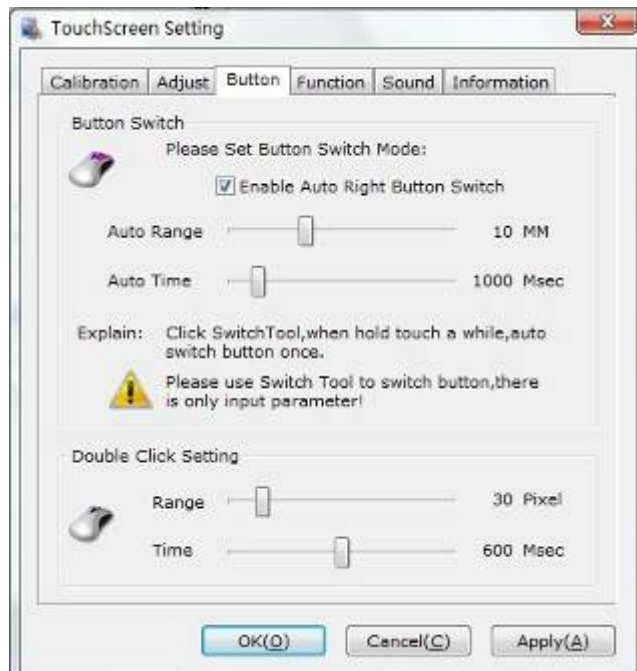 TouchScreen Setting
Calibration Adjust Button Function Sound Information
Button Switch
Please Set Button Switch Mode:
Enable Auto Right Button Switch
Auto Range 10 MM
Auto Time 1000 Msec
Explain: Click SwitchTool,when hold touch a while,auto
switch button once.
Please use Switch Tool to switch button,there
is only input parameter!
Double Click Setting
Range 30 Pixel
Time 600 Msec
OK(O) Cancel(C) Apply(A)